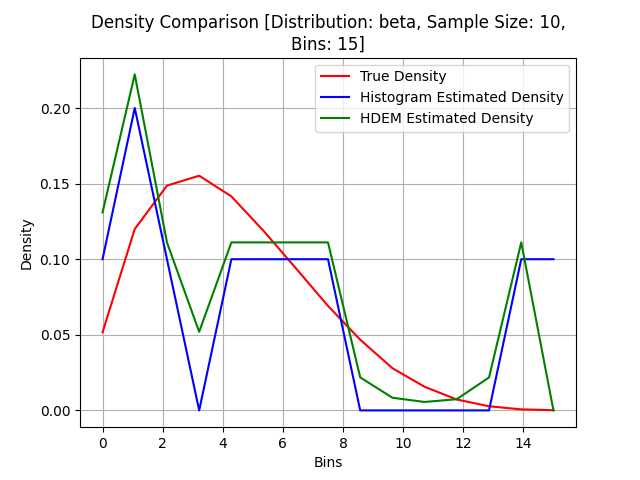 Density Comparison [Distribution: beta, Sample Size: 10,
Bins: 15]
True Density
Histogram Estimated Density
HDEM Estimated Density
Density
0.20
0.15
0.10
0.05
0.00
0 2 4 6 8 10 12 14
Bins